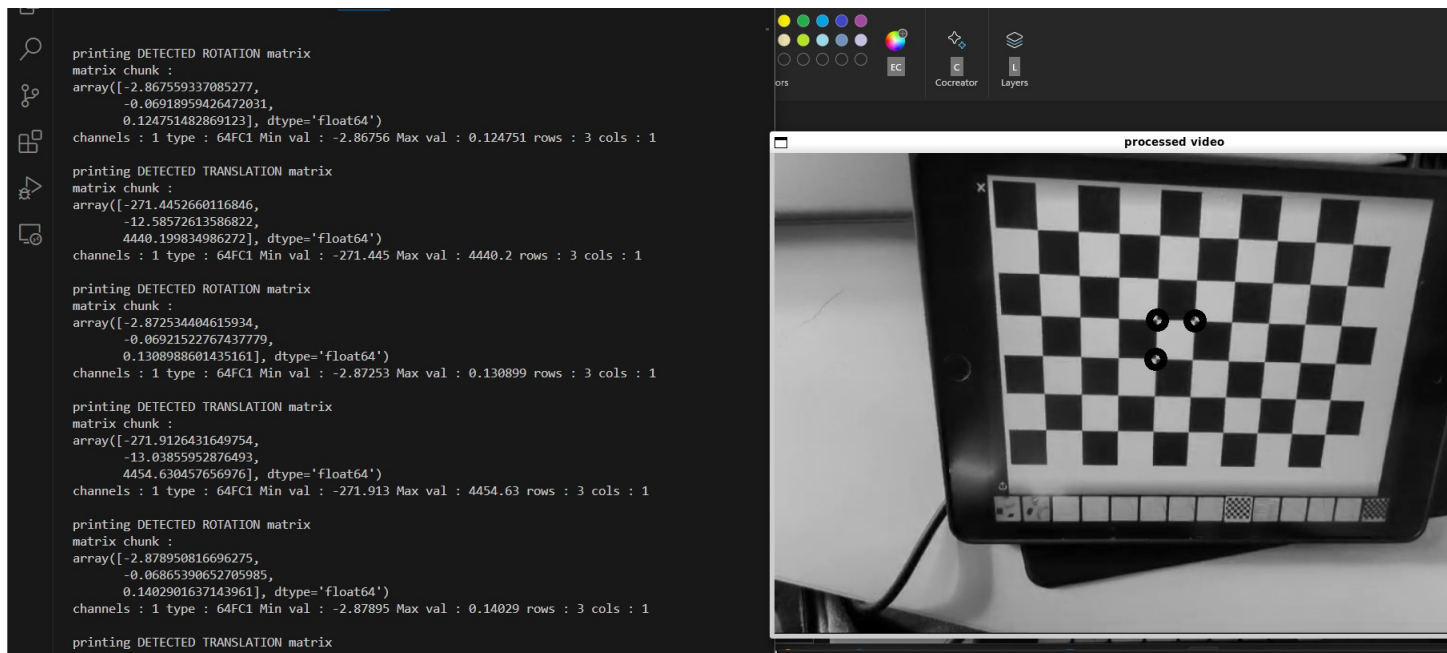 printing DETECTED ROTATION matrix
matrix chunk :
array([-2.867559337085277,
-0.06918959426472031,
0.124751482869123], dtype='float64')
channels : 1 type : 64FC1 Min val : -2.86756 Max val : 0.124751 rows : 3 cols : 1
printing DETECTED TRANSLATION matrix
matrix chunk :
array([-271.4452660116846,
-12.58572613586822,
4440.199834986272], dtype='float64')
channels : 1 type : 64FC1 Min val : -271.445 Max val : 4440.2 rows : 3 cols : 1
printing DETECTED ROTATION matrix
matrix chunk :
array([-2.872534404615934,
-0.06921522767437779,
0.1308988601435161], dtype='float64')
channels : 1 type : 64FC1 Min val : -2.87253 Max val : 0.130899 rows : 3 cols : 1
printing DETECTED TRANSLATION matrix
matrix chunk :
array([-271.9126431649754,
-13.03855952876493,
4454.630457656976], dtype='float64')
channels : 1 type : 64FC1 Min val : -271.913 Max val : 4454.63 rows : 3 cols : 1
printing DETECTED ROTATION matrix
matrix chunk :
array([-2.878950816696275,
-0.06865390652705985,
0.1402901637143961], dtype='float64')
channels : 1 type : 64FC1 Min val : -2.87895 Max val : 0.14029 rows : 3 cols : 1
printing DETECTED TRANSLATION matrix
EC
C
L
ors
Cocreator
Layers
processed video
X